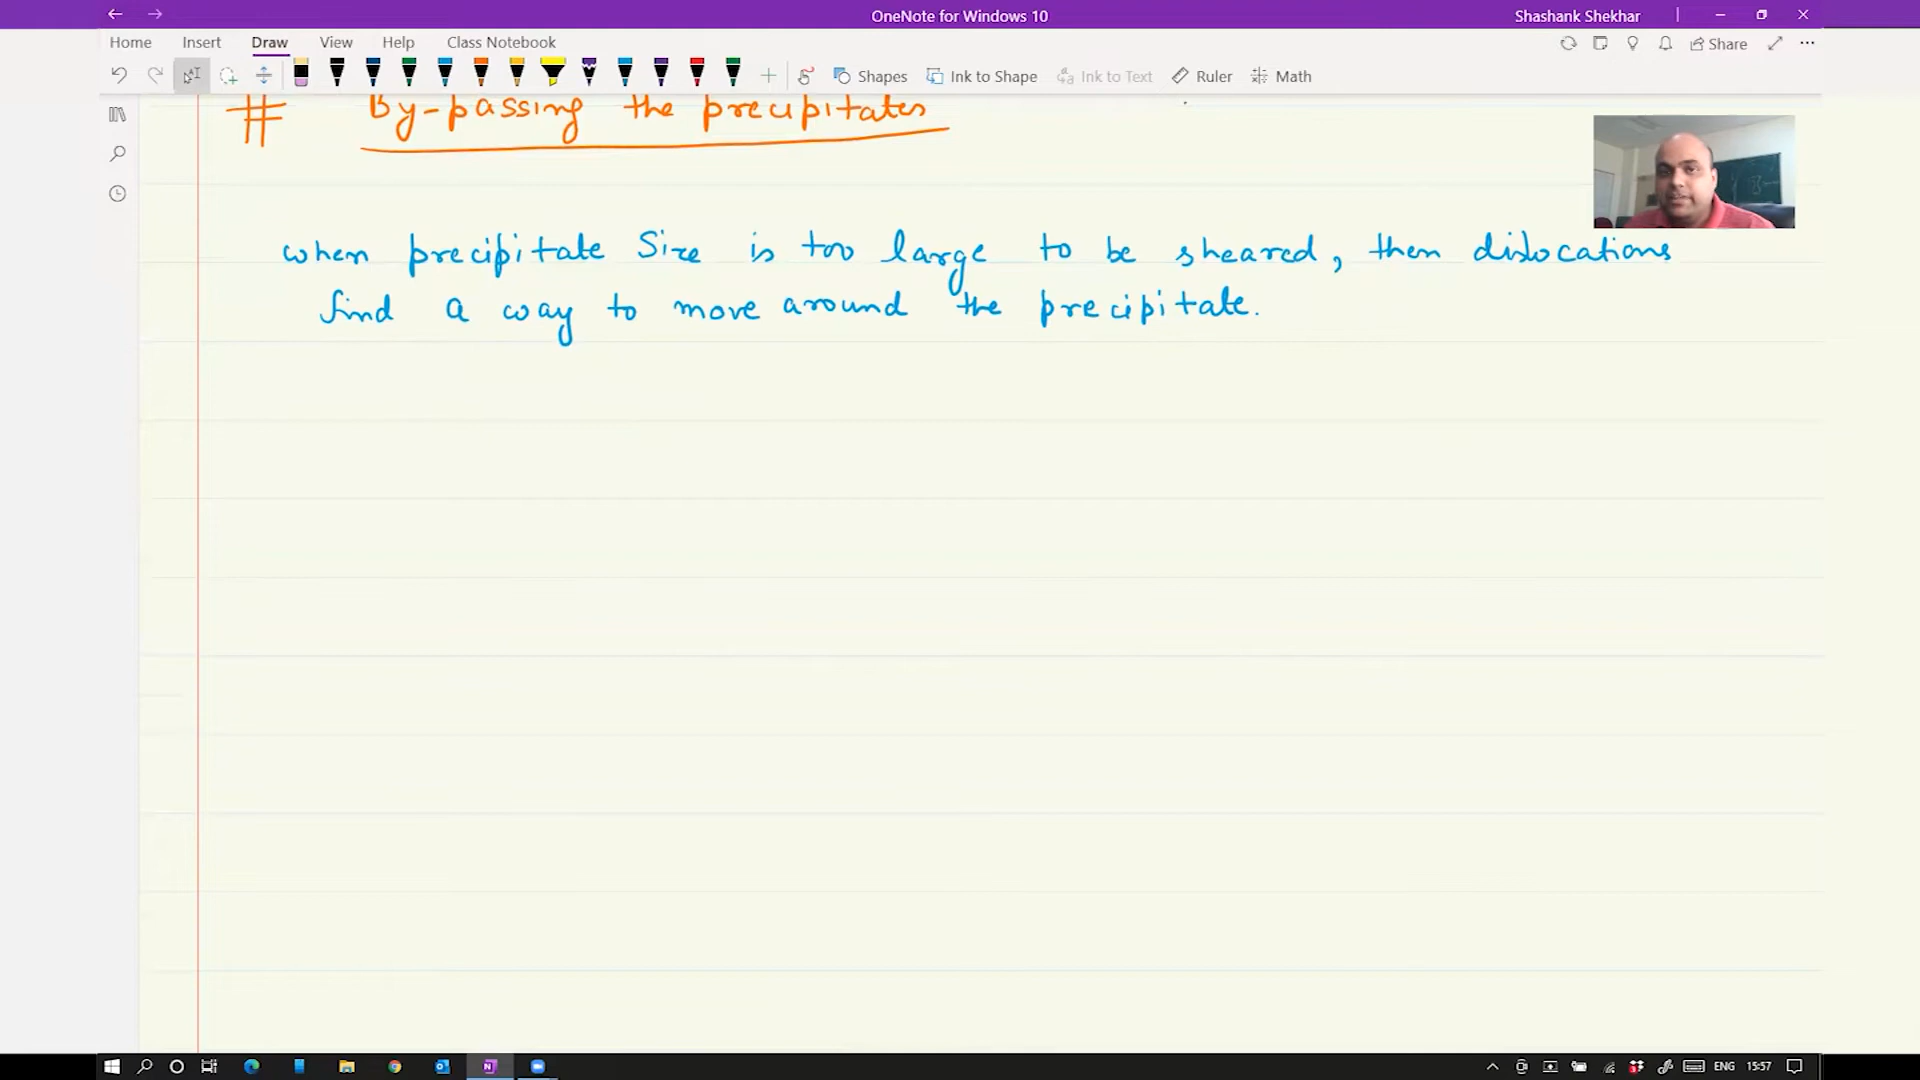 OneNote for Windows 10
Shashank Shekhar
Home Insert Draw View Help Class Notebook
Share
Shapes Ink to Shape Ink to Text Ruler Math
# By-passing the precipitates
when precipitate Size is too large to be sheared, then dislocations
find a way to move around the precipitate.
ENG 15:57